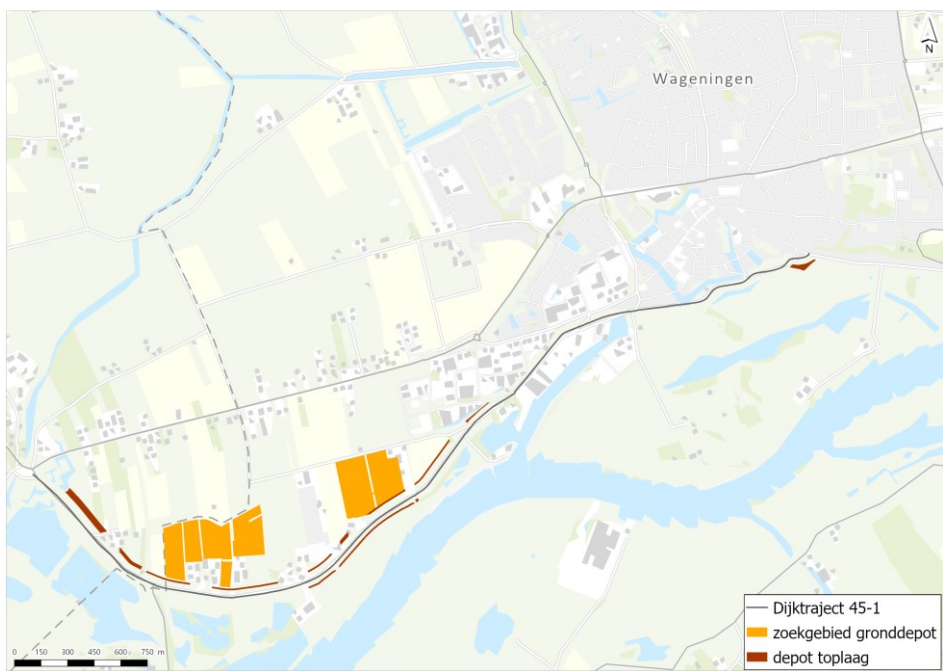 N
Wageningen
Dijktraject 45-1
zoekgebied gronddepot
depot toplaag
0 150 300 450 600 750 m